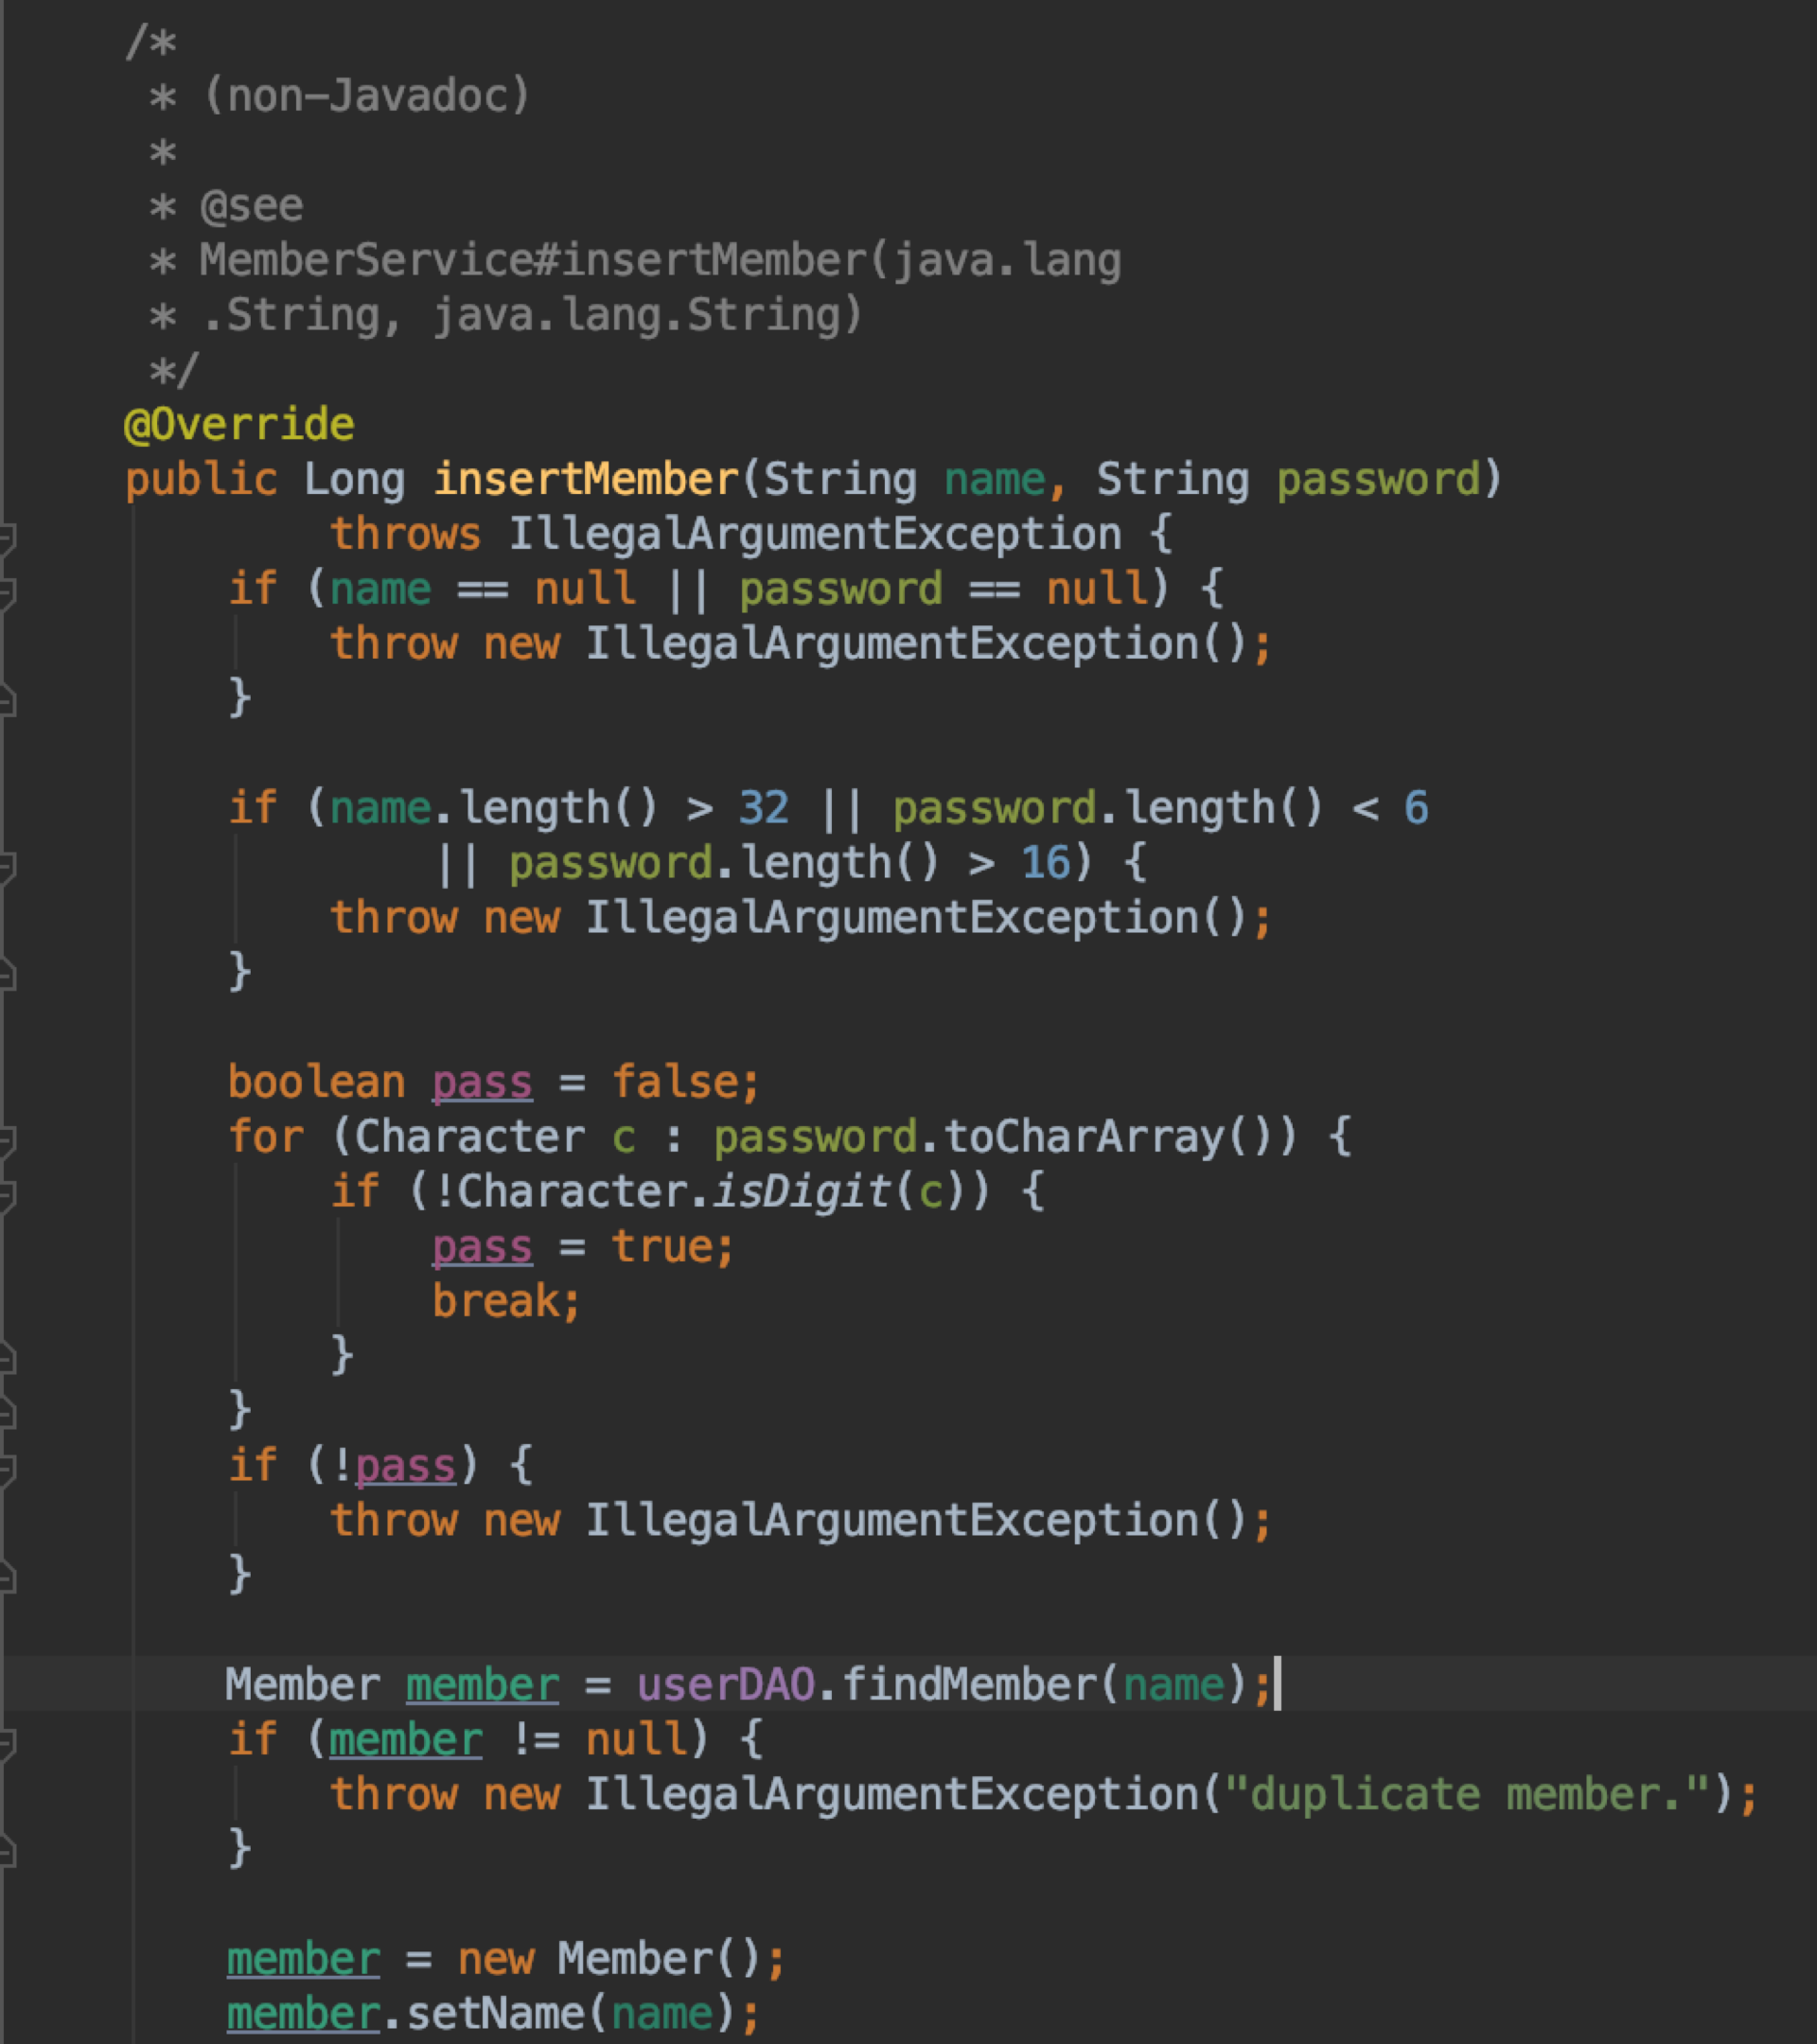 /*
* (non-Javadoc)
*
* @see
* MemberService#insertMember(java.lang
* .String, java.lang.String)
*/
@Override
public Long insertMember(String name, String password)
throws IllegalArgumentException {
if (name == null || password == null) {
throw new IllegalArgumentException();
}
if (name.length() > 32 || password.length() < 6
|| password.length() > 16) {
throw new IllegalArgumentException();
}
boolean pass = false;
for (Character c : password.toCharArray()) {
if (!Character.isDigit(c)) {
pass = true;
break;
}
}
if (!pass) {
throw new IllegalArgumentException();
}
Member member = userDAO.findMember(name);
if (member != null) {
throw new IllegalArgumentException("duplicate member.");
}
member = new Member();
member.setName(name);